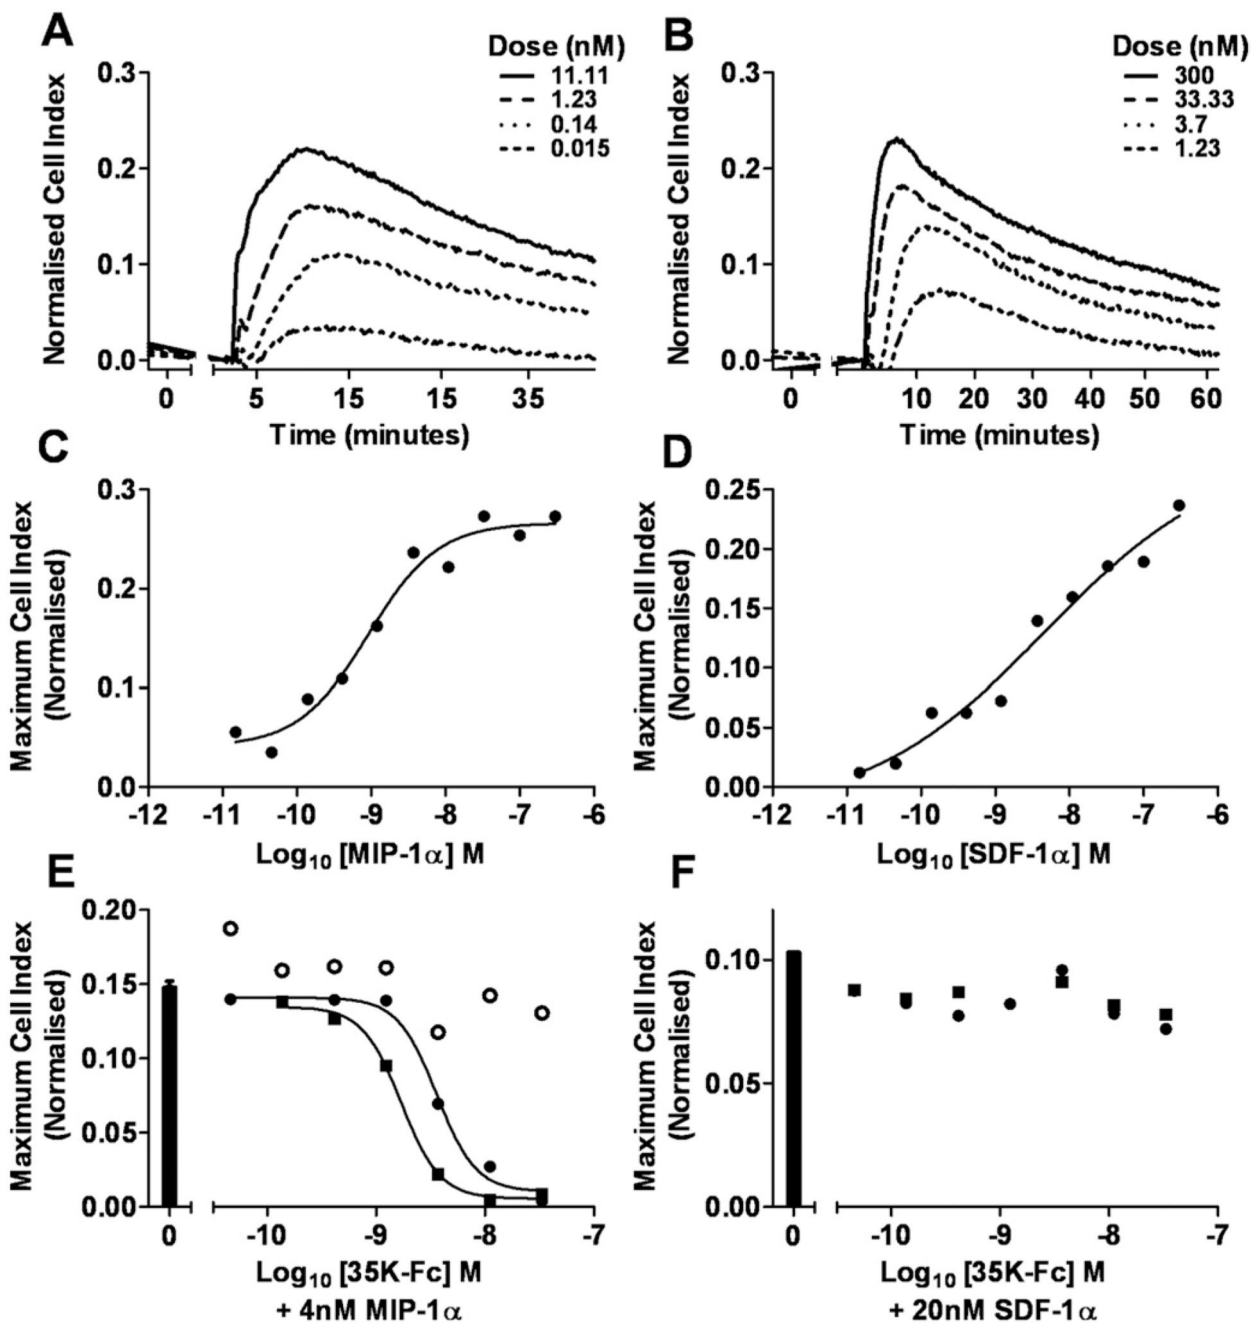 A
Normalised Cell Index
Dose (nM)
11.11
1.23
0.14
0.015
0.3
0.2
0.1
0.0
0 5 15 15 35
Time (minutes)
B
Normalised Cell Index
Dose (nM)
300
33.33
3.7
1.23
0.3
0.2
0.1
0.0
0 10 20 30 40 50 60
Time (minutes)
C
Maximum Cell Index
(Normalised)
0.3
0.2
0.1
0.0
-12 -11 -10 -9 -8 -7 -6
Log10 [MIP-1α] M
D
Maximum Cell Index
(Normalised)
0.25
0.20
0.15
0.10
0.05
0.00
-12 -11 -10 -9 -8 -7 -6
Log10 [SDF-1α] M
E
Maximum Cell Index
(Normalised)
0.20
0.15
0.10
0.05
0.00
0 -10 -9 -8 -7
Log10 [35K-Fc] M
+ 4nM MIP-1α
F
Maximum Cell Index
(Normalised)
0.10
0.05
0.00
0 -10 -9 -8 -7
Log10 [35K-Fc] M
+ 20nM SDF-1α